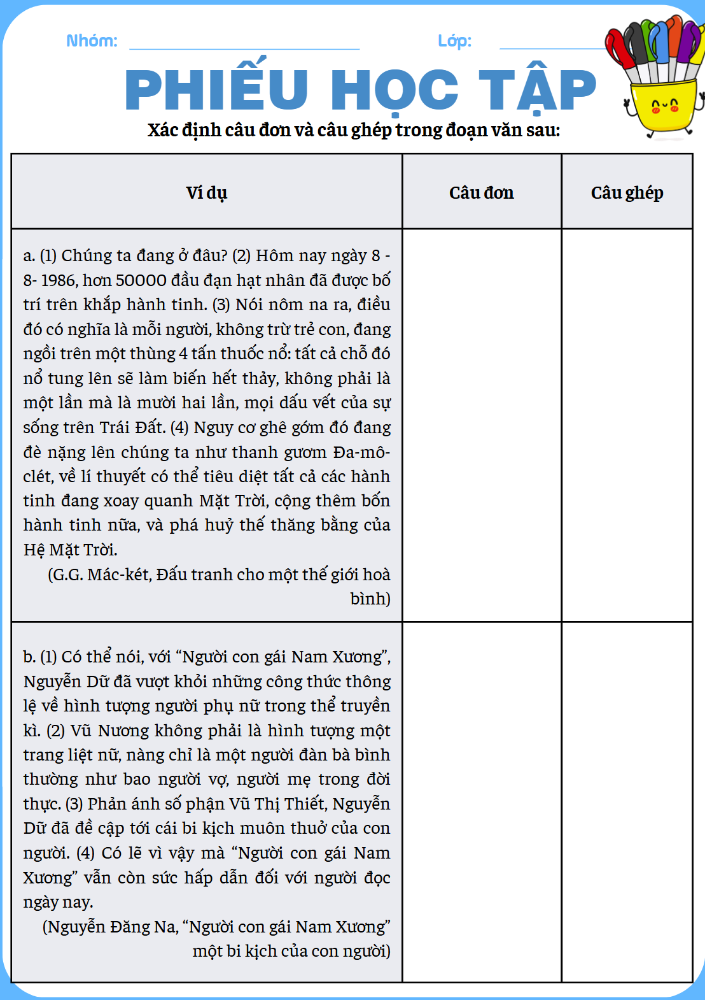 Nhóm:
Lớp:
PHIẾU HỌC TẬP
Xác định câu đơn và câu ghép trong đoạn văn sau:
Ví dụ
Câu đơn
Câu ghép
a. (1) Chúng ta đang ở đâu? (2) Hôm nay ngày 8 -
8- 1986, hơn 50000 đầu đạn hạt nhân đã được bố
trí trên khắp hành tinh. (3) Nói nôm na ra, điều
đó có nghĩa là mỗi người, không trừ trẻ con, đang
ngồi trên một thùng 4 tấn thuốc nổ: tất cả chỗ đó
nổ tung lên sẽ làm biến hết thảy, không phải là
một lần mà là mười hai lần, mọi dấu vết của sự
sống trên Trái Đất. (4) Nguy cơ ghê gớm đó đang
đè nặng lên chúng ta như thanh gươm Đa-mô-
clét, về lí thuyết có thể tiêu diệt tất cả các hành
tinh đang xoay quanh Mặt Trời, cộng thêm bốn
hành tinh nữa, và phá huỷ thế thăng bằng của
Hệ Mặt Trời.
(G.G. Mác-két, Đấu tranh cho một thế giới hoà
bình)
b. (1) Có thể nói, với “Người con gái Nam Xương”,
Nguyễn Dữ đã vượt khỏi những công thức thông
lệ về hình tượng người phụ nữ trong thể truyền
kì. (2) Vũ Nương không phải là hình tượng một
trang liệt nữ, nàng chỉ là một người đàn bà bình
thường như bao người vợ, người mẹ trong đời
thực. (3) Phản ánh số phận Vũ Thị Thiết, Nguyễn
Dữ đã đề cập tới cái bi kịch muôn thuở của con
người. (4) Có lẽ vì vậy mà “Người con gái Nam
Xương” vẫn còn sức hấp dẫn đối với người đọc
ngày nay.
(Nguyễn Đăng Na, “Người con gái Nam Xương”
một bi kịch của con người)